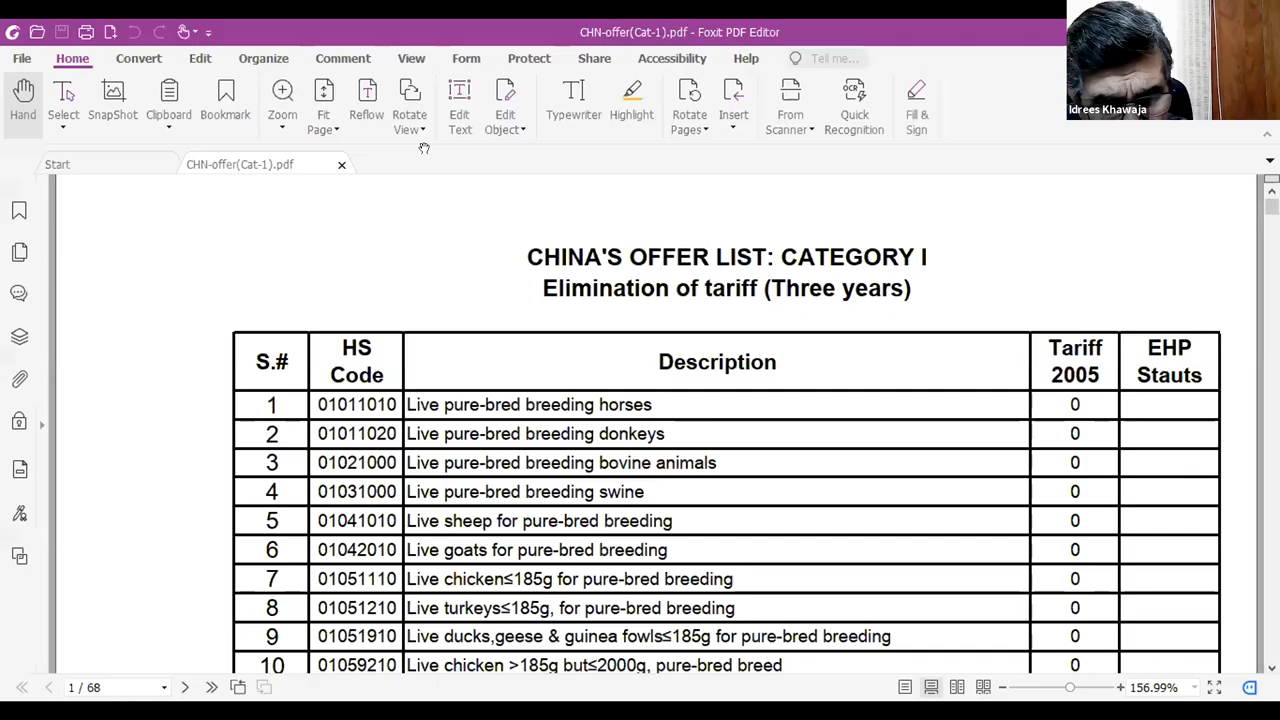 CHN-offer(Cat-1).pdf - Foxit PDF Editor
File Home Convert Edit Organize Comment View Form Protect Share Accessibility Help Tell me...
Hand Select SnapShot Clipboard Bookmark Zoom Fit Page Reflow Rotate View Edit Text Edit Object Typewriter Highlight Rotate Pages Insert From Scanner OCR Quick Recognition Fill & Sign
Idrees Khawaja
Start CHN-offer(Cat-1).pdf
CHINA'S OFFER LIST: CATEGORY I
Elimination of tariff (Three years)
S.# HS Code Description Tariff 2005 EHP Stauts
1 01011010 Live pure-bred breeding horses 0
2 01011020 Live pure-bred breeding donkeys 0
3 01021000 Live pure-bred breeding bovine animals 0
4 01031000 Live pure-bred breeding swine 0
5 01041010 Live sheep for pure-bred breeding 0
6 01042010 Live goats for pure-bred breeding 0
7 01051110 Live chicken≤185g for pure-bred breeding 0
8 01051210 Live turkeys≤185g, for pure-bred breeding 0
9 01051910 Live ducks,geese & guinea fowls≤185g for pure-bred breeding 0
10 01059210 Live chicken >185g but≤2000g, pure-bred breed 0
1 / 68 156.99%